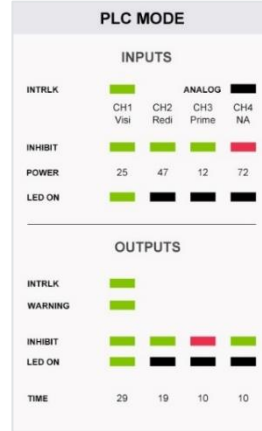 PLC MODE
INPUTS
INTRLK ANALOG
CH1 CH2 CH3 CH4
Visi Redi Prime NA
INHIBIT
POWER 25 47 12 72
LED ON
OUTPUTS
INTRLK
WARNING
INHIBIT
LED ON
TIME 29 19 10 10